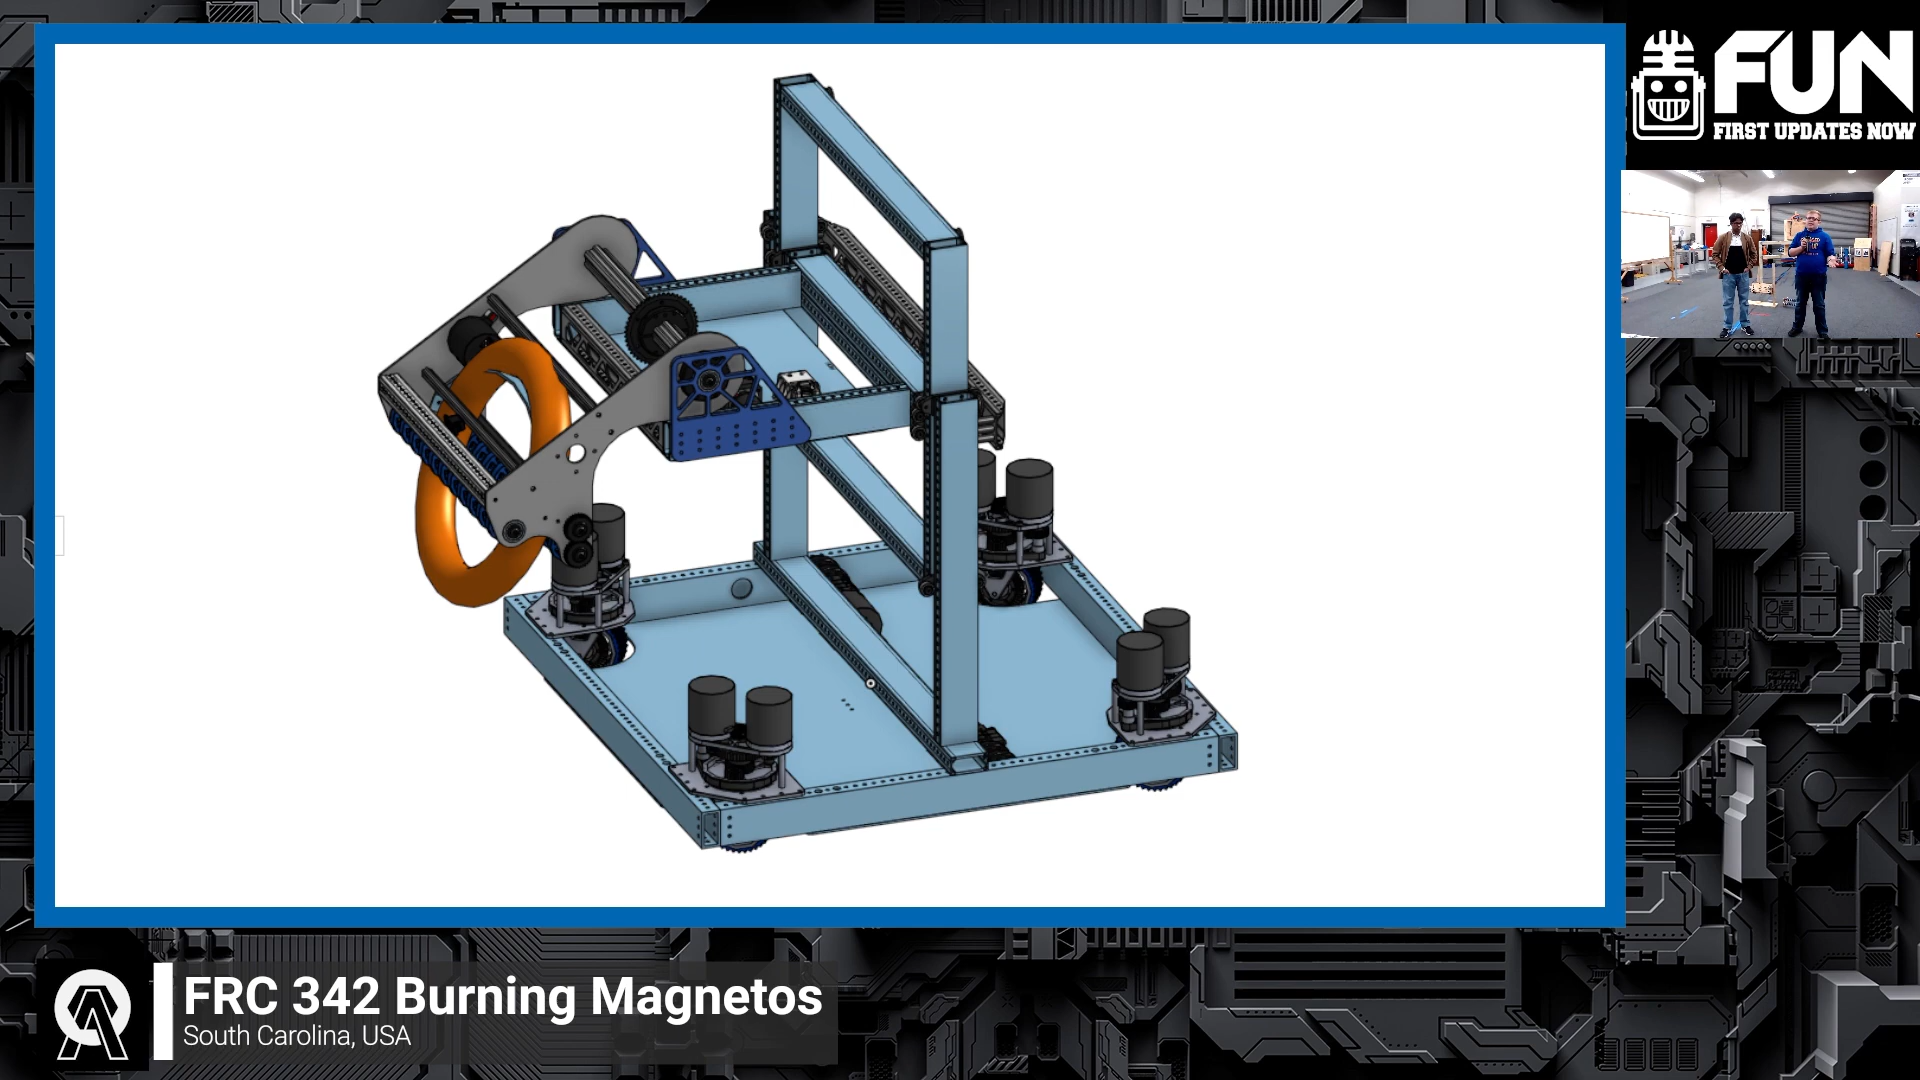 FUN
FIRST UPDATES NOW
FRC 342 Burning Magnetos
South Carolina, USA